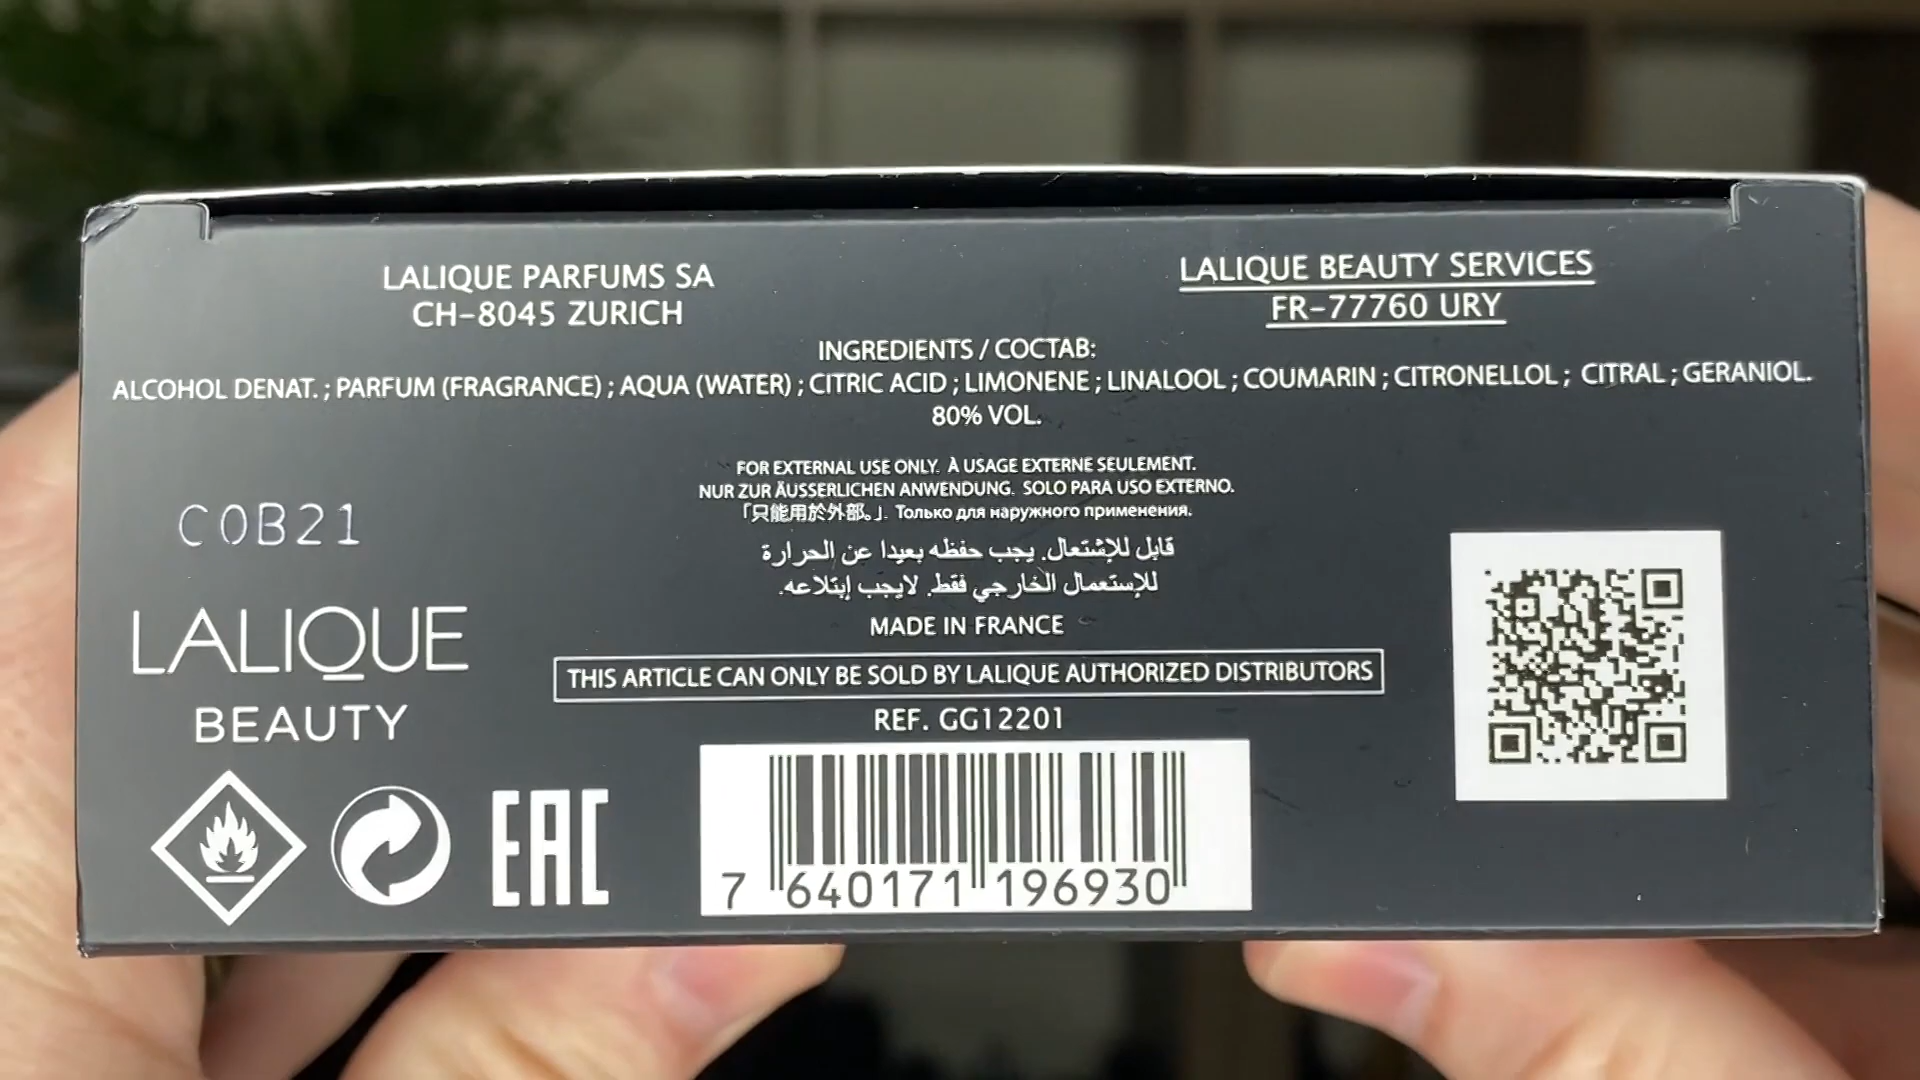 LALIQUE PARFUMS SA
CH-8045 ZURICH
LALIQUE BEAUTY SERVICES
FR-77760 URY
INGREDIENTS / COCTAB:
ALCOHOL DENAT. ; PARFUM (FRAGRANCE) ; AQUA (WATER) ; CITRIC ACID ; LIMONENE ; LINALOOL ; COUMARIN ; CITRONELLOL ; CITRAL ; GERANIOL.
80% VOL.
FOR EXTERNAL USE ONLY. À USAGE EXTERNE SEULEMENT.
NUR ZUR ÄUSSERLICHEN ANWENDUNG. SOLO PARA USO EXTERNO.
「只能用於外部。」. Только для наружного применения.
قابل للإشتعال. يجب حفظه بعيدا عن الحرارة
للإستعمال الخارجي فقط. لايجب إبتلاعه.
MADE IN FRANCE
THIS ARTICLE CAN ONLY BE SOLD BY LALIQUE AUTHORIZED DISTRIBUTORS
REF. GG12201
C0B21
LALIQUE
BEAUTY
EAC
7 640171 196930